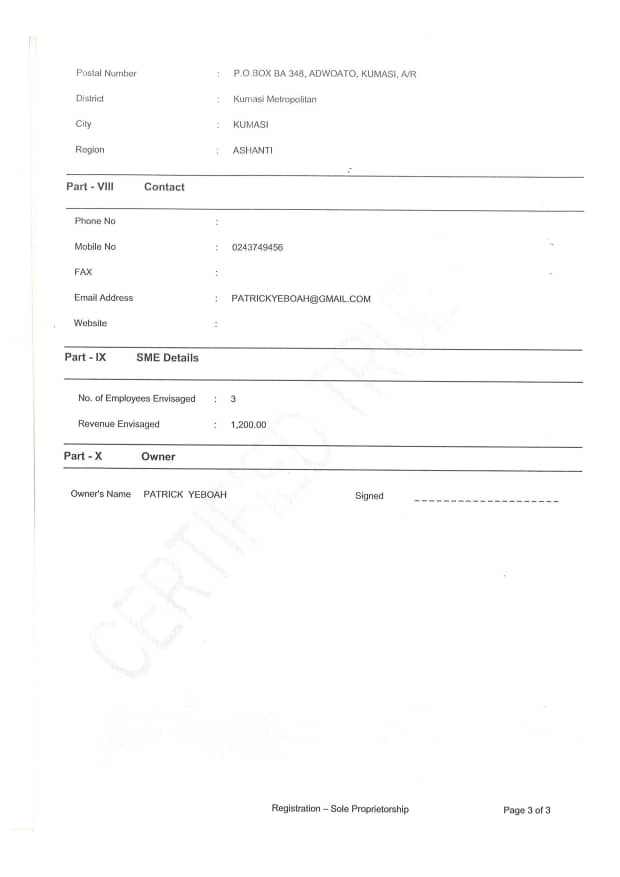 Postal Number : P.O BOX BA 348, ADWOATO, KUMASI, A/R
District : Kumasi Metropolitan
City : KUMASI
Region : ASHANTI
Part - VIII Contact
Phone No :
Mobile No : 0243749456
FAX :
Email Address : PATRICKYEBOAH@GMAIL.COM
Website :
Part - IX SME Details
No. of Employees Envisaged : 3
Revenue Envisaged : 1,200.00
Part - X Owner
Owner's Name PATRICK YEBOAH Signed
CERTIFIED TRUE
Registration – Sole Proprietorship Page 3 of 3